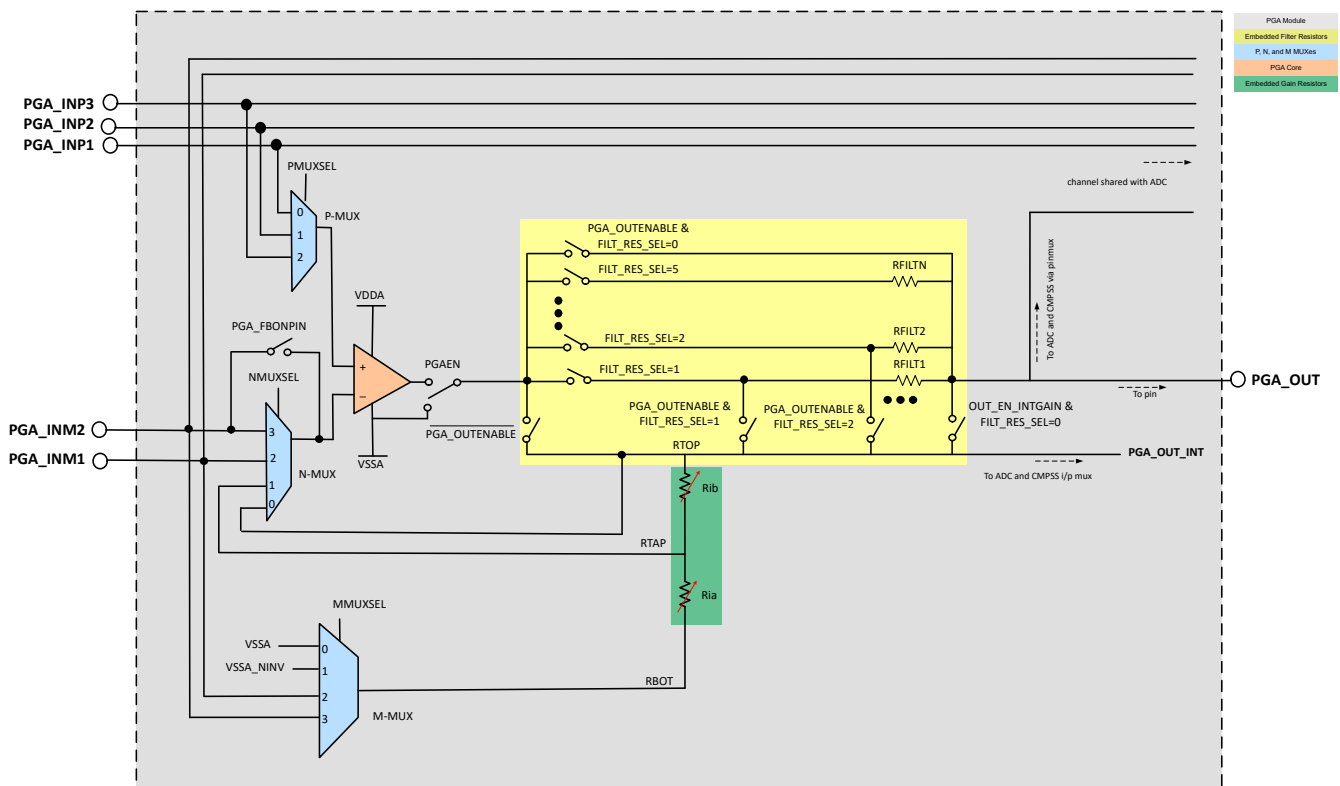 PGA Module
Embedded Filter Resistors
P, N, and M MUXes
PGA Core
Embedded Gain Resistors
PGA_INP3
PGA_INP2
PGA_INP1
PMUXSEL
0
1
2
P-MUX
channel shared with ADC
To ADC and CMPSS via pinmux
PGA_OUTENABLE &
FILT_RES_SEL=0
FILT_RES_SEL=5
RFILTN
FILT_RES_SEL=2
RFILT2
FILT_RES_SEL=1
RFILT1
VDDA
PGA_FBONPIN
NMUXSEL
+
−
PGAEN
PGA_OUTENABLE
VSSA
PGA_OUTENABLE &
FILT_RES_SEL=1
PGA_OUTENABLE &
FILT_RES_SEL=2
OUT_EN_INTGAIN &
FILT_RES_SEL=0
PGA_OUT
To pin
PGA_INM2
PGA_INM1
3
2
1
0
N-MUX
RTOP
PGA_OUT_INT
To ADC and CMPSS i/p mux
Rib
RTAP
Ria
MMUXSEL
VSSA
VSSA_NINV
0
1
2
3
M-MUX
RBOT